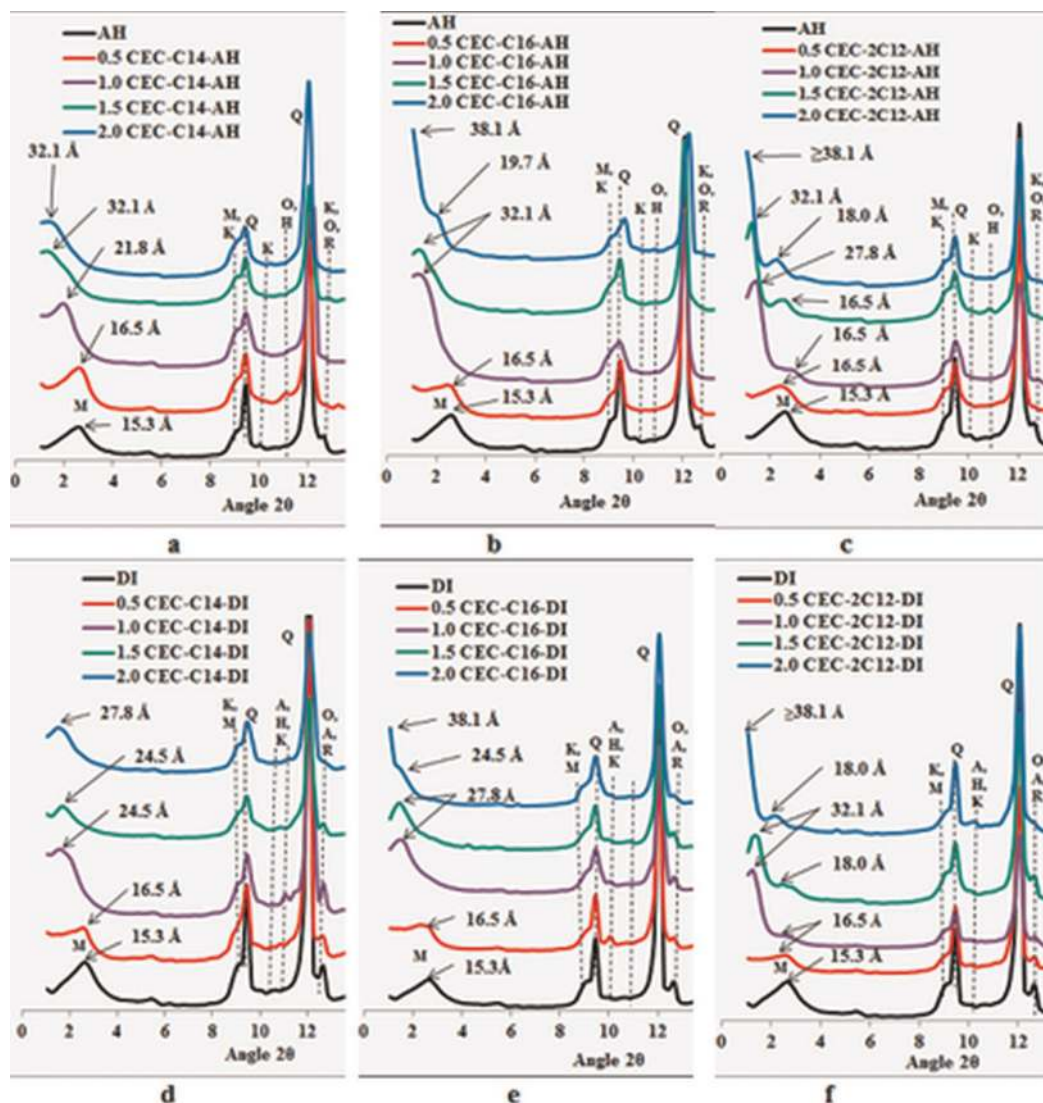 AH
0.5 CEC-C14-AH
1.0 CEC-C14-AH
1.5 CEC-C14-AH
2.0 CEC-C14-AH
Q
32.1 Å
32.1 Å
21.8 Å
16.5 Å
M
15.3 Å
M,
K
Q
K
O,
H
K,
O,
R
0 2 4 6 8 10 12
Angle 2θ
a
AH
0.5 CEC-C16-AH
1.0 CEC-C16-AH
1.5 CEC-C16-AH
2.0 CEC-C16-AH
Q
38.1 Å
19.7 Å
32.1 Å
16.5 Å
M
15.3 Å
M,
K
Q
K
O,
H
K,
O,
R
0 2 4 6 8 10 12
Angle 2θ
b
AH
0.5 CEC-2C12-AH
1.0 CEC-2C12-AH
1.5 CEC-2C12-AH
2.0 CEC-2C12-AH
≥38.1 Å
32.1 Å
18.0 Å
27.8 Å
16.5 Å
16.5 Å
16.5 Å
M
15.3 Å
M,
K
Q
K
O,
H
K,
O,
R
0 2 4 6 8 10 12
Angle 2θ
c
DI
0.5 CEC-C14-DI
1.0 CEC-C14-DI
1.5 CEC-C14-DI
2.0 CEC-C14-DI
Q
27.8 Å
24.5 Å
24.5 Å
16.5 Å
M
15.3 Å
K,
M
Q
A,
H,
K
O,
A,
R
0 2 4 6 8 10 12
Angle 2θ
d
DI
0.5 CEC-C16-DI
1.0 CEC-C16-DI
1.5 CEC-C16-DI
2.0 CEC-C16-DI
Q
38.1 Å
24.5 Å
27.8 Å
16.5 Å
M
15.3Å
K,
M
Q
A,
H,
K
O,
A,
R
0 2 4 6 8 10 12
Angle 2θ
e
DI
0.5 CEC-2C12-DI
1.0 CEC-2C12-DI
1.5 CEC-2C12-DI
2.0 CEC-2C12-DI
Q
≥38.1 Å
18.0 Å
32.1 Å
18.0 Å
16.5 Å
M
15.3 Å
K,
M
Q
A,
H,
K
O,
A,
R
0 2 4 6 8 10 12
Angle 2θ
f